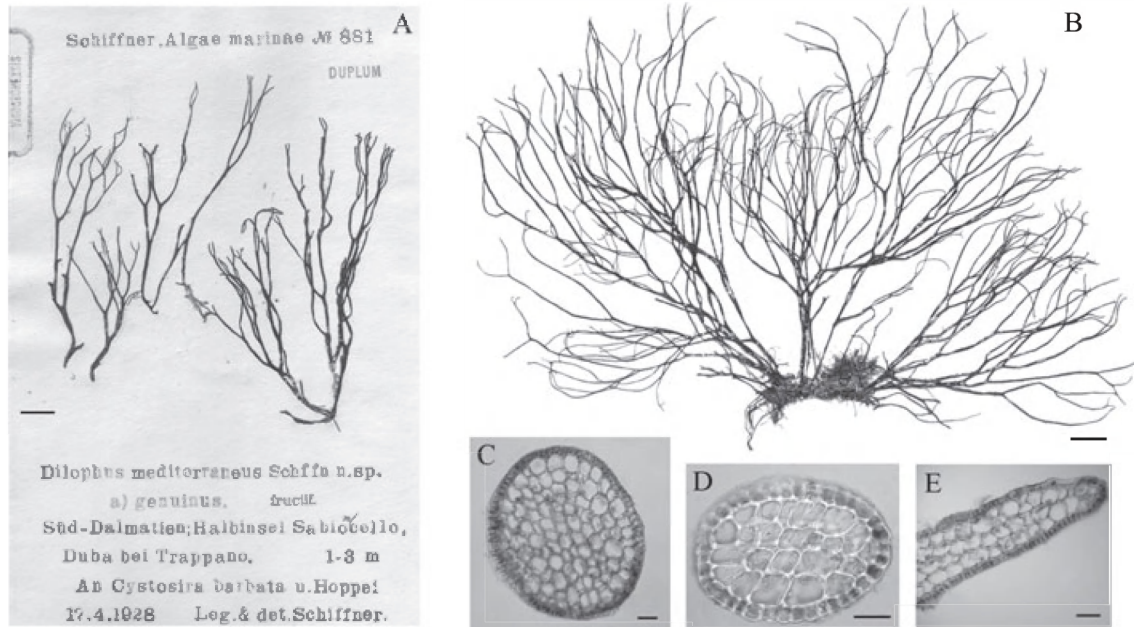 A
Schiffner, Algae marinae № 881
DUPLUM
Dilophus mediterraneus Schffn n.sp.
a) genuinus. fructif.
Süd-Dalmatien; Halbinsel Sabioncello,
Duba bei Trappano. 1-3 m
An Cystosira barbata u.Hoppei
4.1928 Leg.& det.Schiffner.
B
C
D
E